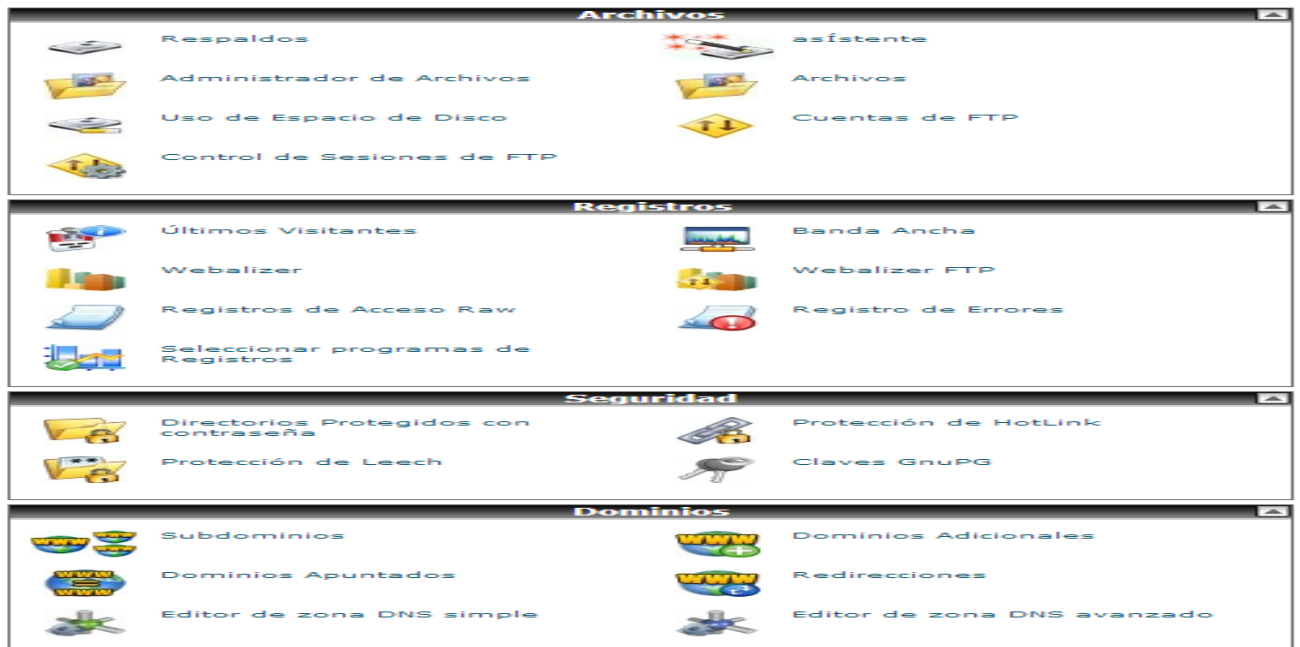 Archivos
Respaldos
asístente
Administrador de Archivos
Archivos
Uso de Espacio de Disco
Cuentas de FTP
Control de Sesiones de FTP
Registros
Últimos Visitantes
Banda Ancha
Webalizer
Webalizer FTP
Registros de Acceso Raw
Registro de Errores
Seleccionar programas de
Registros
Seguridad
Directorios Protegidos con
contraseña
Protección de HotLink
Protección de Leech
Claves GnuPG
Dominios
Subdominios
Dominios Adicionales
Dominios Apuntados
Redirecciones
Editor de zona DNS simple
Editor de zona DNS avanzado